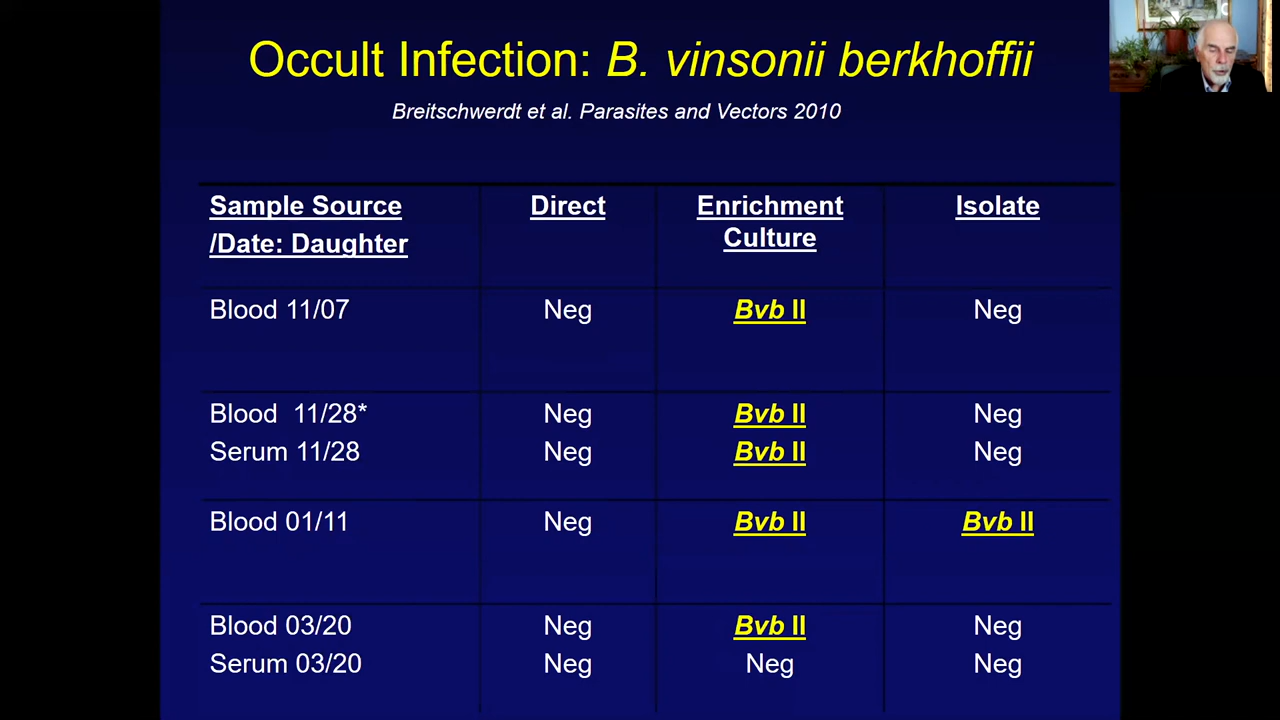 Occult Infection: B. vinsonii berkhoffii
Breitschwerdt et al. Parasites and Vectors 2010
Sample Source /Date: Daughter Direct Enrichment Culture Isolate
Blood 11/07 Neg Bvb II Neg
Blood 11/28* Neg Bvb II Neg
Serum 11/28 Neg Bvb II Neg
Blood 01/11 Neg Bvb II Bvb II
Blood 03/20 Neg Bvb II Neg
Serum 03/20 Neg Neg Neg